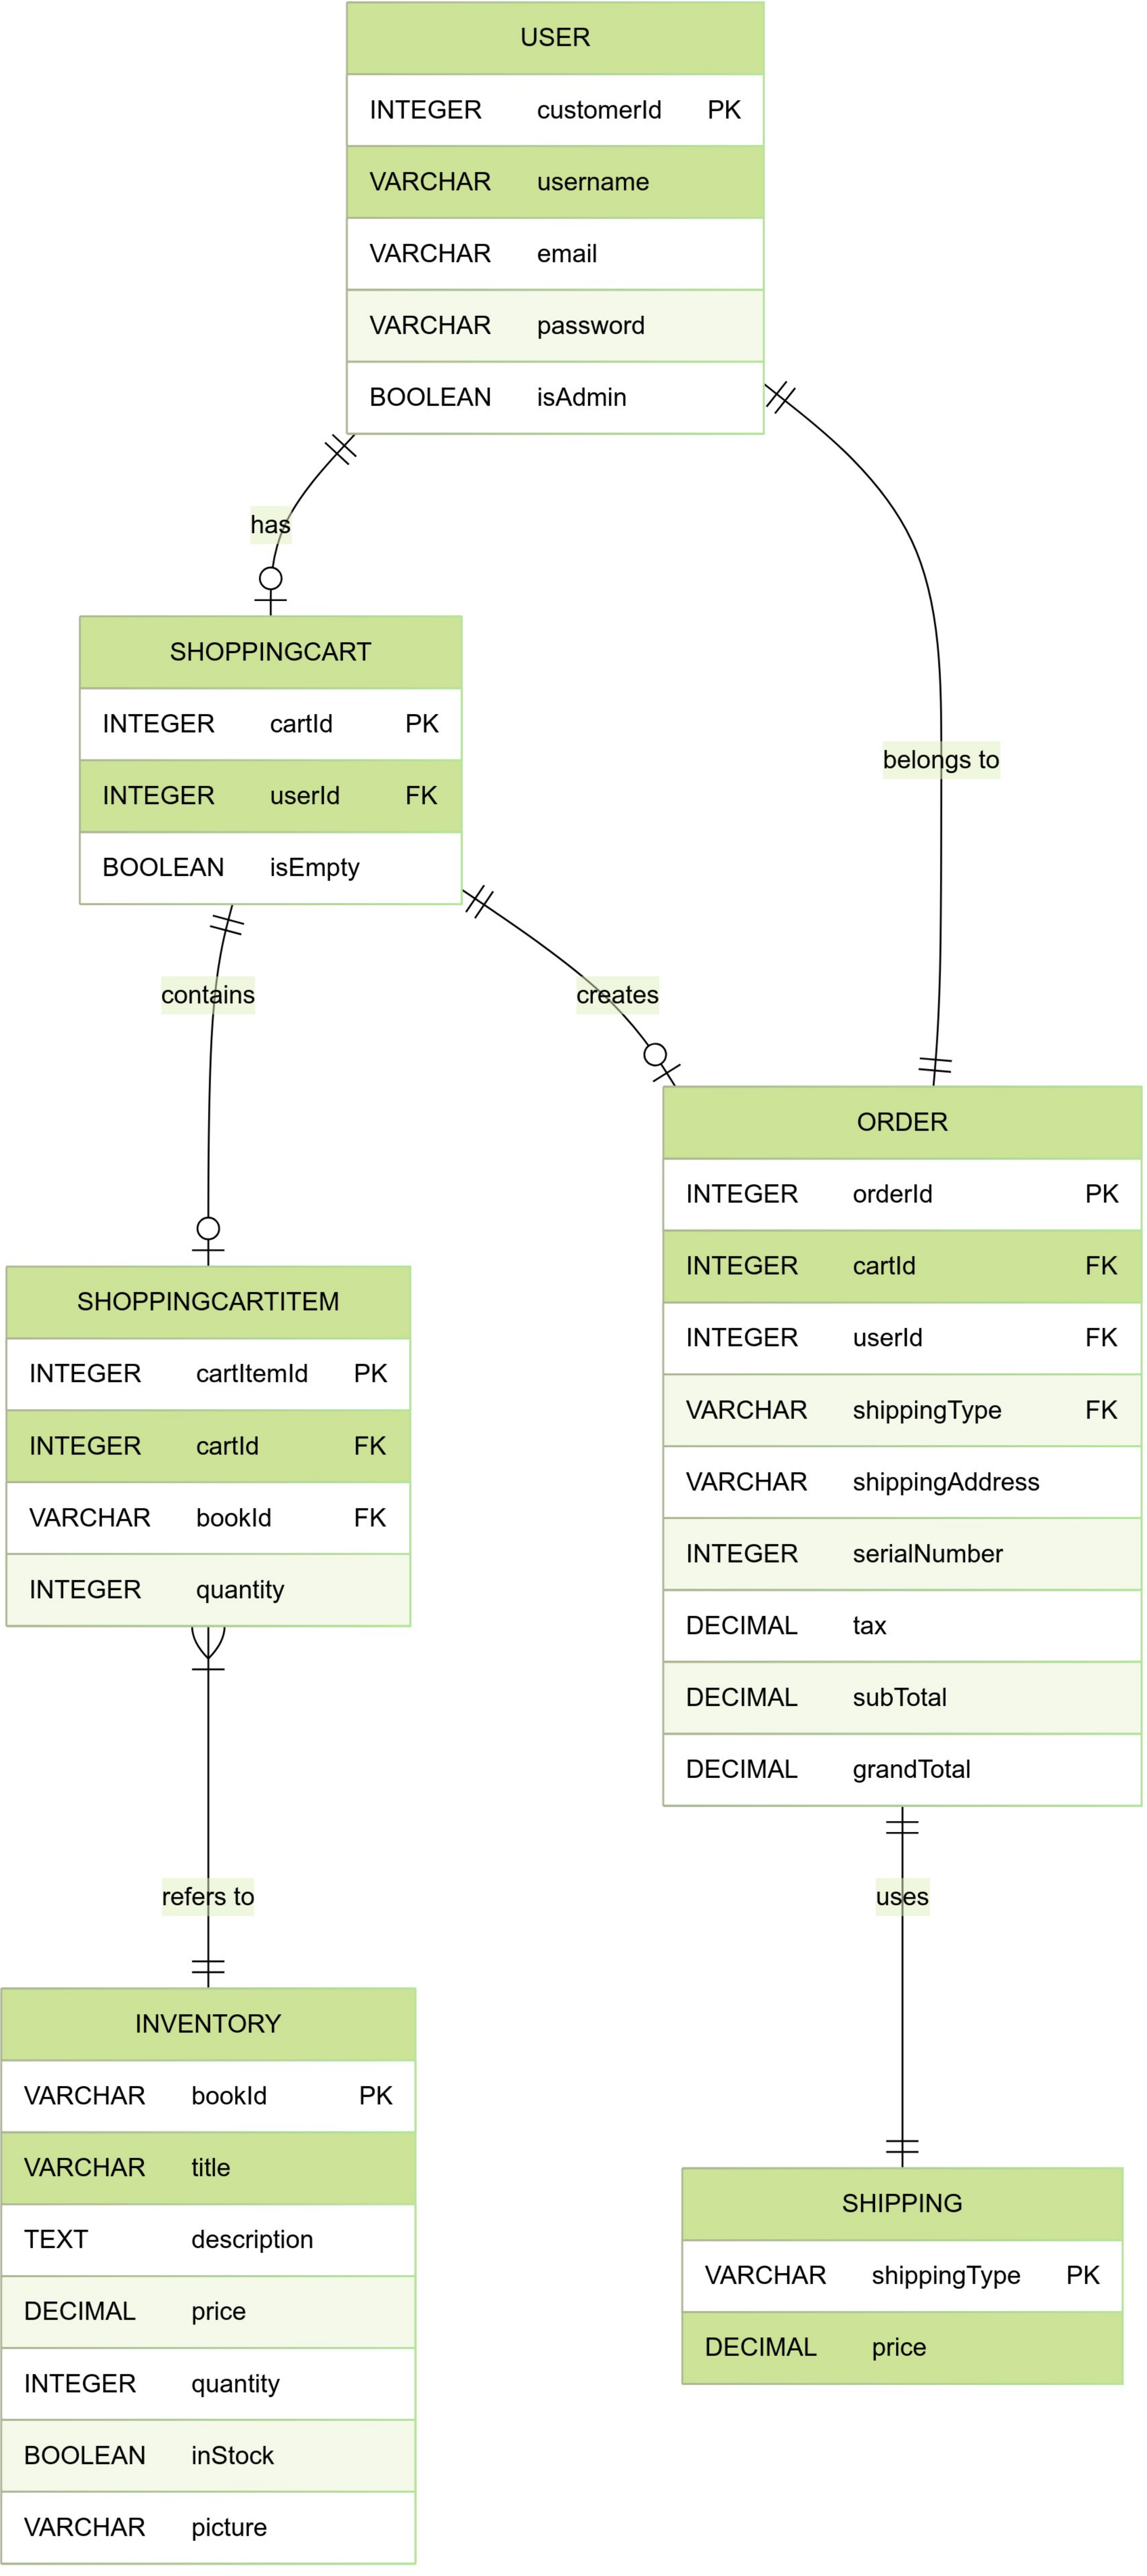 USER
INTEGER customerId PK
VARCHAR username
VARCHAR email
VARCHAR password
BOOLEAN isAdmin
has
SHOPPINGCART
INTEGER cartId PK
INTEGER userId FK
BOOLEAN isEmpty
belongs to
contains
creates
SHOPPINGCARTITEM
INTEGER cartItemId PK
INTEGER cartId FK
VARCHAR bookId FK
INTEGER quantity
ORDER
INTEGER orderId PK
INTEGER cartId FK
INTEGER userId FK
VARCHAR shippingType FK
VARCHAR shippingAddress
INTEGER serialNumber
DECIMAL tax
DECIMAL subTotal
DECIMAL grandTotal
refers to
uses
INVENTORY
VARCHAR bookId PK
VARCHAR title
TEXT description
DECIMAL price
INTEGER quantity
BOOLEAN inStock
VARCHAR picture
SHIPPING
VARCHAR shippingType PK
DECIMAL price